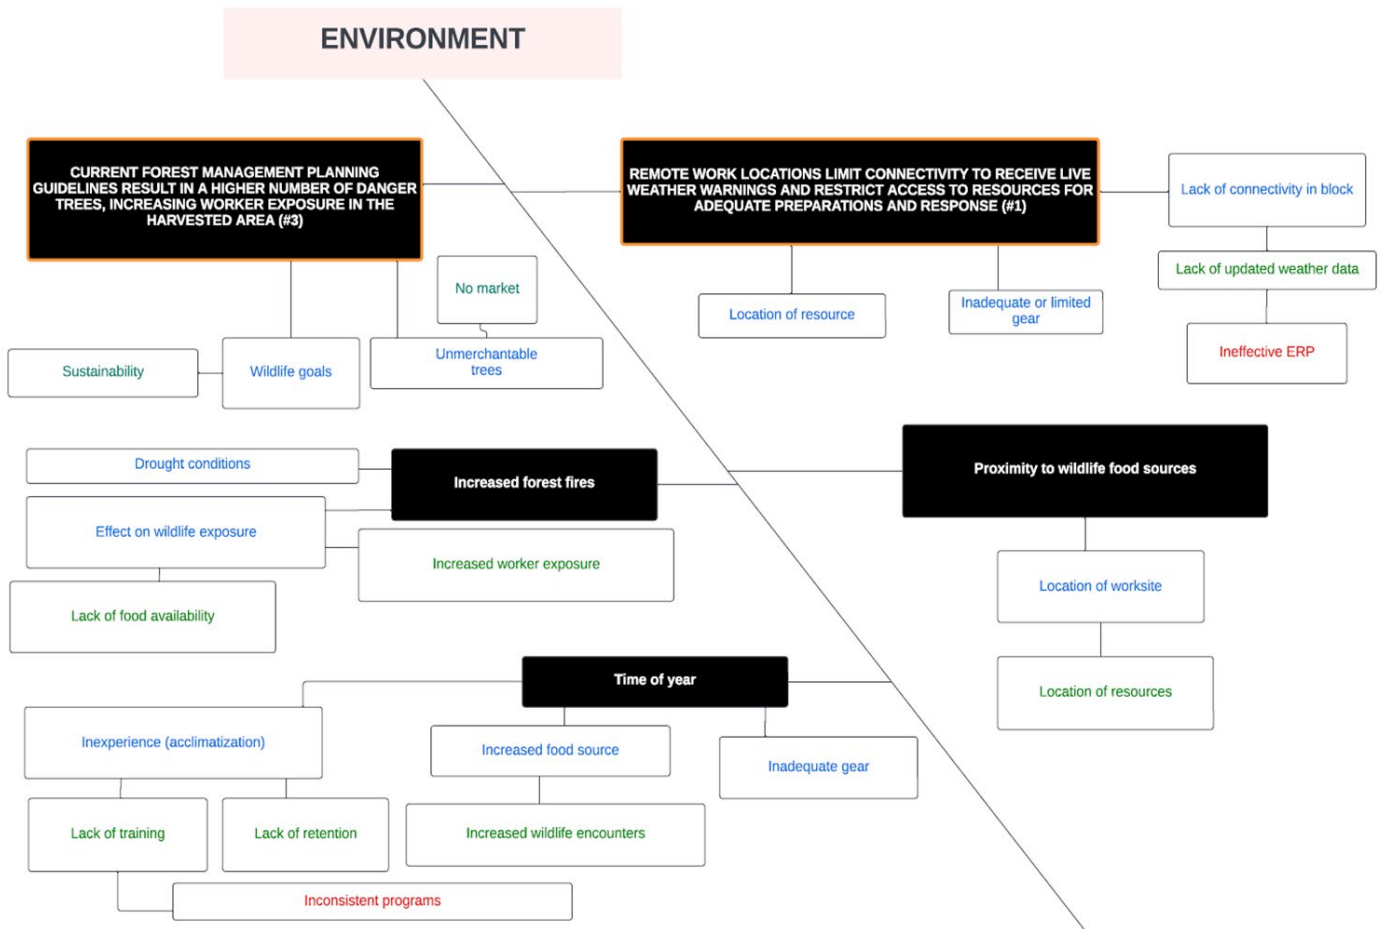 ENVIRONMENT
CURRENT FOREST MANAGEMENT PLANNING
GUIDELINES RESULT IN A HIGHER NUMBER OF DANGER
TREES, INCREASING WORKER EXPOSURE IN THE
HARVESTED AREA (#3)
REMOTE WORK LOCATIONS LIMIT CONNECTIVITY TO RECEIVE LIVE
WEATHER WARNINGS AND RESTRICT ACCESS TO RESOURCES FOR
ADEQUATE PREPARATIONS AND RESPONSE (#1)
Lack of connectivity in block
Lack of updated weather data
Ineffective ERP
Location of resource
Inadequate or limited
gear
No market
Unmerchantable
trees
Wildlife goals
Sustainability
Increased forest fires
Drought conditions
Effect on wildlife exposure
Increased worker exposure
Lack of food availability
Proximity to wildlife food sources
Location of worksite
Location of resources
Time of year
Inexperience (acclimatization)
Increased food source
Inadequate gear
Lack of training
Lack of retention
Increased wildlife encounters
Inconsistent programs